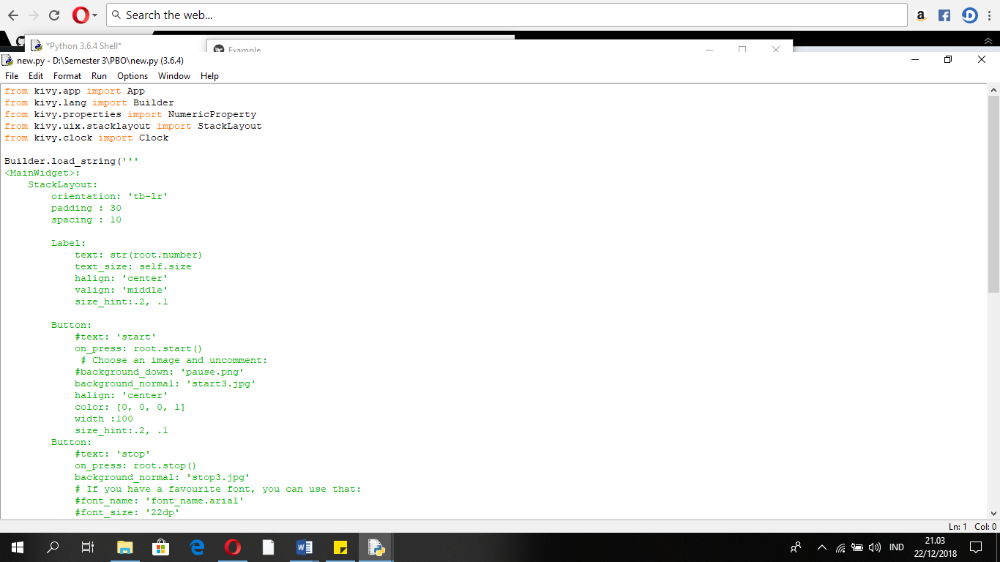 Search the web...
*Python 3.6.4 Shell*
Example
new.py - D:\Semester 3\PBO\new.py (3.6.4)
File Edit Format Run Options Window Help
from kivy.app import App
from kivy.lang import Builder
from kivy.properties import NumericProperty
from kivy.uix.stacklayout import StackLayout
from kivy.clock import Clock

Builder.load_string('''
<MainWidget>:
    StackLayout:
        orientation: 'tb-lr'
        padding : 30
        spacing : 10

        Label:
            text: str(root.number)
            text_size: self.size
            halign: 'center'
            valign: 'middle'
            size_hint:.2, .1

        Button:
            #text: 'start'
            on_press: root.start()
             # Choose an image and uncomment:
            #background_down: 'pause.png'
            background_normal: 'start3.jpg'
            halign: 'center'
            color: [0, 0, 0, 1]
            width :100
            size_hint:.2, .1
        Button:
            #text: 'stop'
            on_press: root.stop()
            background_normal: 'stop3.jpg'
            # If you have a favourite font, you can use that:
            #font_name: 'font_name.arial'
            #font_size: '22dp'
Ln: 1 Col: 0
IND
21.03
22/12/2018